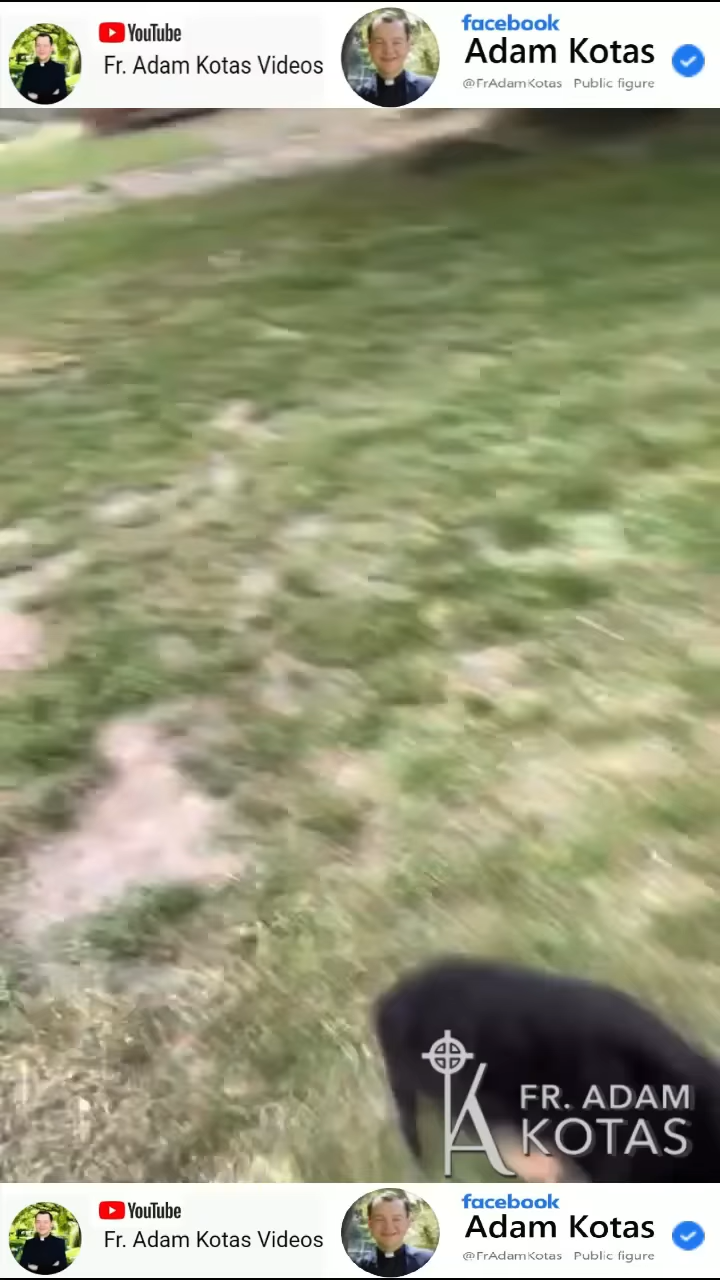 YouTube
Fr. Adam Kotas Videos
facebook
Adam Kotas
@FrAdamKotas Public figure
FR. ADAM
KOTAS
YouTube
Fr. Adam Kotas Videos
facebook
Adam Kotas
@FrAdamKotas Public figure